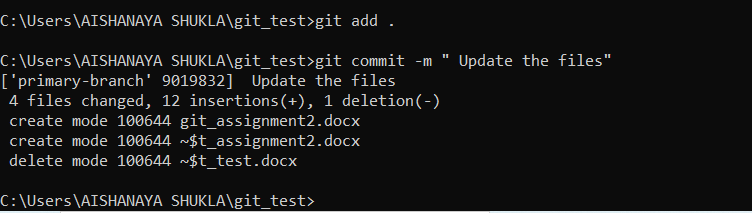 C:\Users\AISHANAYA SHUKLA\git_test>git add .
C:\Users\AISHANAYA SHUKLA\git_test>git commit -m " Update the files"
['primary-branch' 9019832]  Update the files
 4 files changed, 12 insertions(+), 1 deletion(-)
 create mode 100644 git_assignment2.docx
 create mode 100644 ~$t_assignment2.docx
 delete mode 100644 ~$t_test.docx
C:\Users\AISHANAYA SHUKLA\git_test>